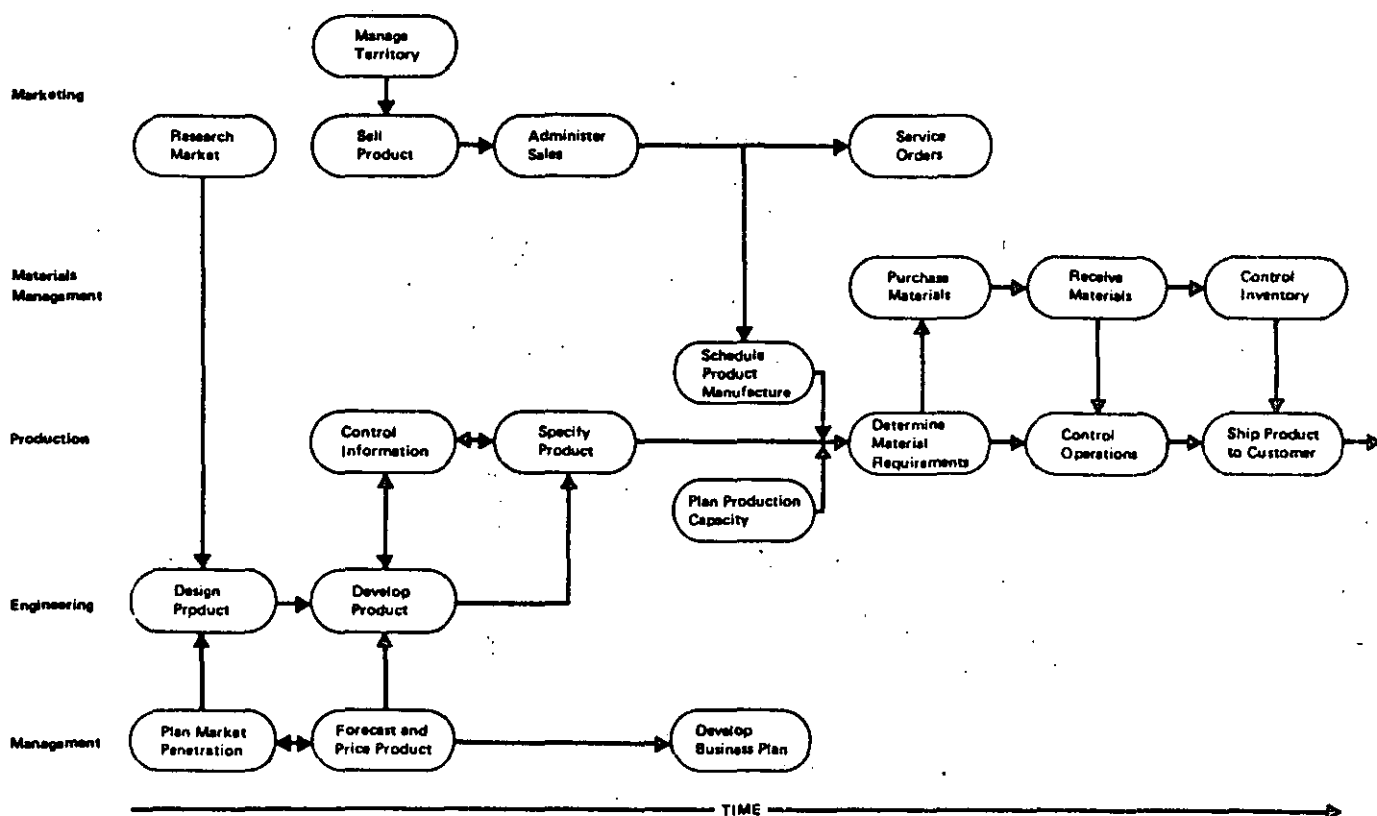 Manage
Territory
Marketing
Research
Market
Sell
Product
Administer
Sales
Service
Orders
Materials
Management
Purchase
Materials
Receive
Materials
Control
Inventory
Schedule
Product
Manufacture
Production
Control
Information
Specify
Product
Determine
Material
Requirements
Control
Operations
Ship Product
to Customer
Plan Production
Capacity
Engineering
Design
Prpduct
Develop
Product
Management
Plan Market
Penetration
Forecast and
Price Product
Develop
Business Plan
TIME